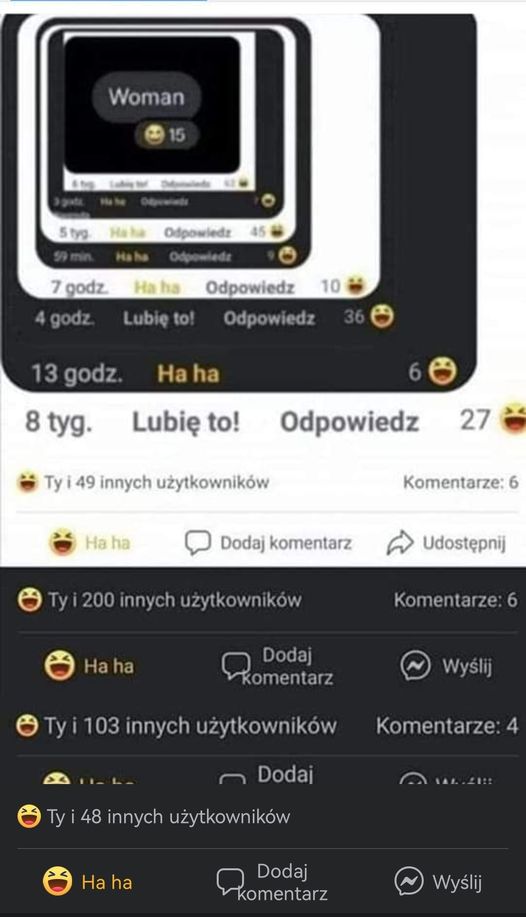 Woman
15
6 tyg. Lubię to! Odpowiedz
3 godz. Ha ha Odpowiedz 7
5 tyg. Ha ha Odpowiedz 45
59 min. Ha ha Odpowiedz 9
7 godz. Ha ha Odpowiedz 10
4 godz. Lubię to! Odpowiedz 36
13 godz. Ha ha 6
8 tyg. Lubię to! Odpowiedz 27
Ty i 49 innych użytkowników Komentarze: 6
Ha ha Dodaj komentarz Udostępnij
Ty i 200 innych użytkowników Komentarze: 6
Ha ha Dodaj komentarz Wyślij
Ty i 103 innych użytkowników Komentarze: 4
Ha ha Dodaj Wyślij
Ty i 48 innych użytkowników
Ha ha Dodaj komentarz Wyślij